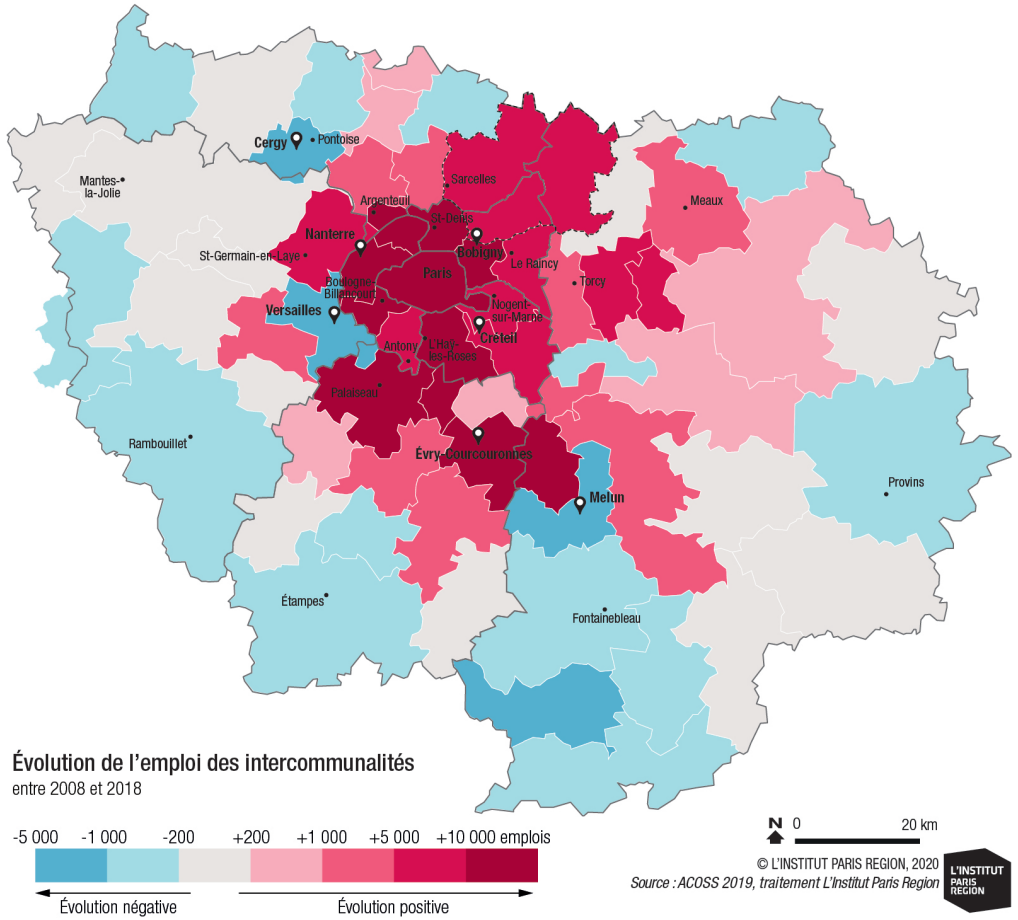 Cergy
Pontoise
Mantes-
la-Jolie
Sarcelles
Argenteuil
St-Denis
Meaux
Nanterre
Bobigny
St-Germain-en-Laye
Le Raincy
Paris
Torcy
Boulogne-
Billancourt
Versailles
Nogent-
sur-Marne
Créteil
Antony
L'Haÿ-
les-Roses
Palaiseau
Rambouillet
Évry-Courcouronnes
Provins
Melun
Étampes
Fontainebleau
Évolution de l'emploi des intercommunalités
entre 2008 et 2018
-5 000 -1 000 -200 +200 +1 000 +5 000 +10 000 emplois
Évolution négative Évolution positive
N 0 20 km
© L'INSTITUT PARIS REGION, 2020
Source : ACOSS 2019, traitement L'Institut Paris Region
L'INSTITUT
PARIS
REGION